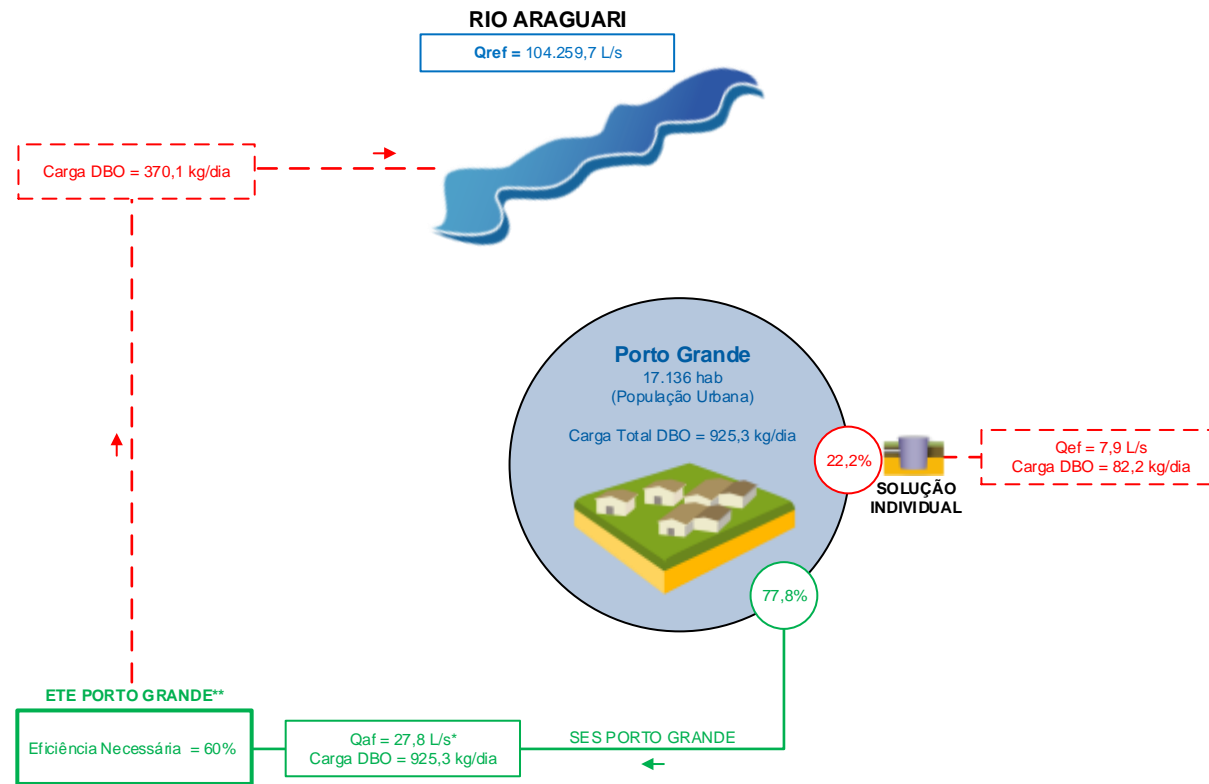 RIO ARAGUARI
Qref = 104.259,7 L/s
Carga DBO = 370,1 kg/dia
Porto Grande
17.136 hab
(População Urbana)
Carga Total DBO = 925,3 kg/dia
22,2%
SOLUÇÃO
INDIVIDUAL
Qef = 7,9 L/s
Carga DBO = 82,2 kg/dia
77,8%
ETE PORTO GRANDE**
Eficiência Necessária = 60%
Qaf = 27,8 L/s*
Carga DBO = 925,3 kg/dia
SES PORTO GRANDE